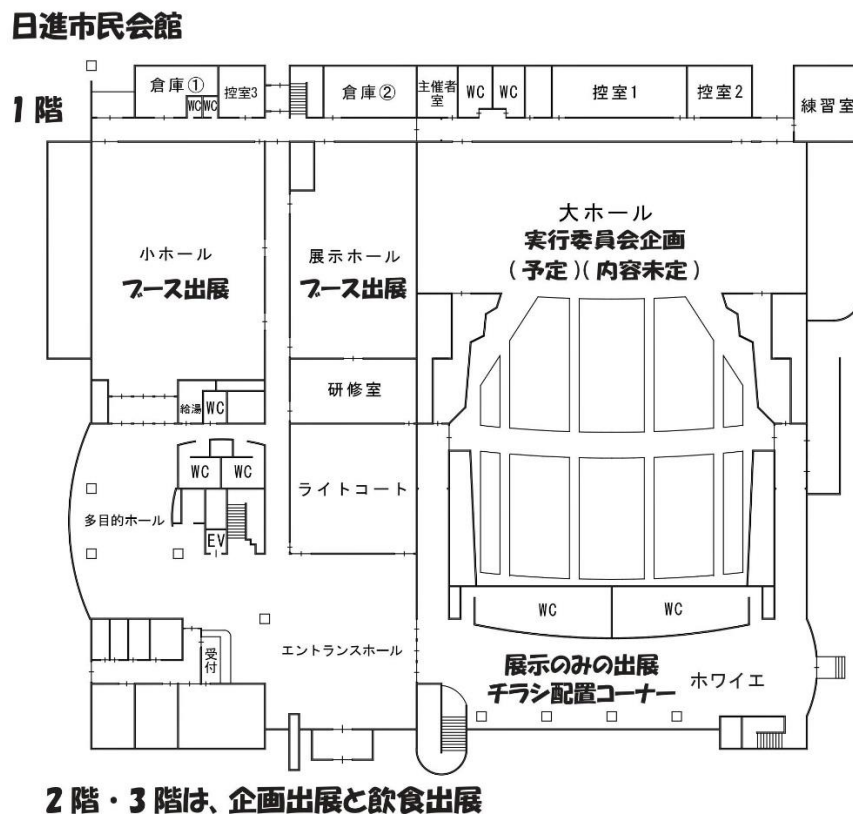 日進市民会館
1階
倉庫①
WC
WC
控室3
倉庫②
主催者
室
WC
WC
控室1
控室2
練習室
小ホール
ブース出展
展示ホール
ブース出展
大ホール
実行委員会企画
(予定)(内容未定)
給湯
WC
研修室
WC
WC
ライトコート
多目的ホール
EV
WC
WC
受付
エントランスホール
展示のみの出展
チラシ配置コーナー
ホワイエ
2階・3階は、企画出展と飲食出展